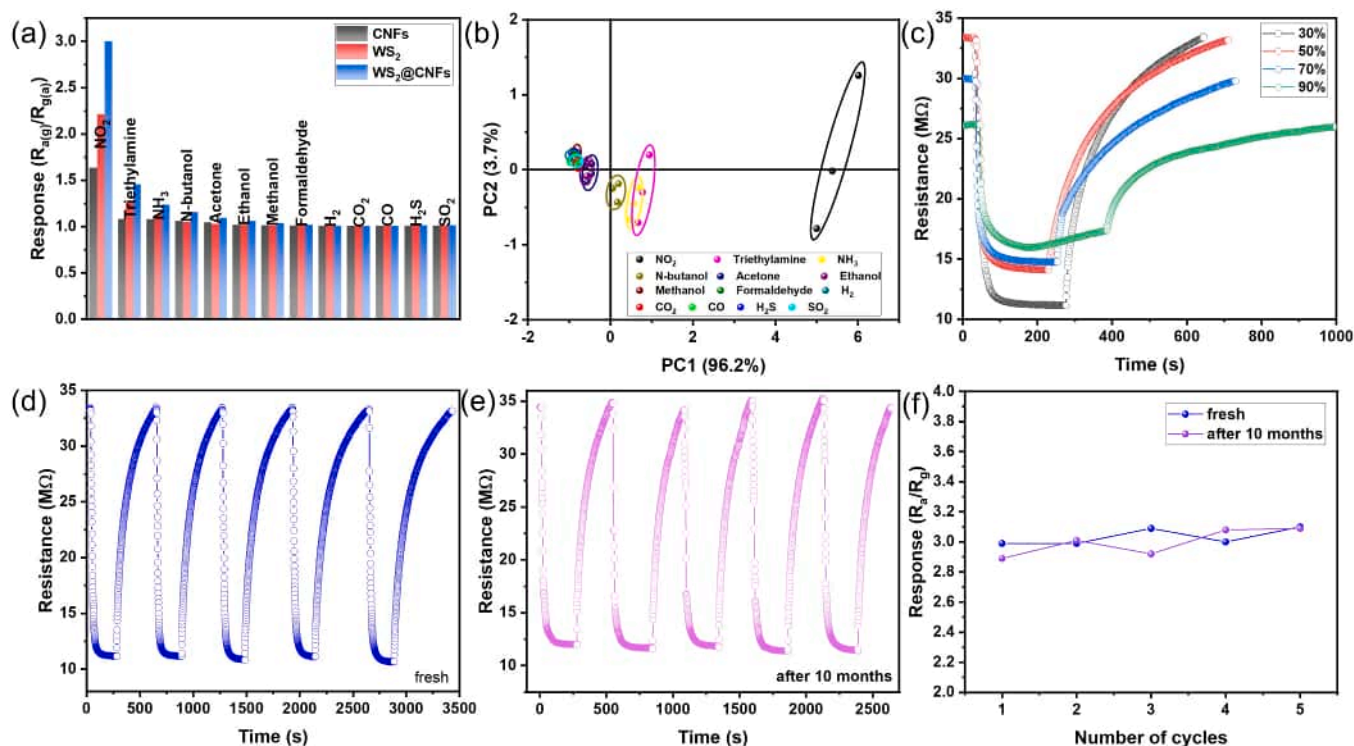 (a)
CNFs
WS2
WS2@CNFs
Response (Ra(g)/Rg(a))
3.0
2.5
2.0
1.5
1.0
0.5
0.0
NO2
Triethylamine
NH3
N-butanol
Acetone
Ethanol
Methanol
Formaldehyde
H2
CO2
CO
H2S
SO2
(b)
PC2 (3.7%)
2
1
0
-1
-2
NO2 Triethylamine NH3
N-butanol Acetone Ethanol
Methanol Formaldehyde H2
CO2 CO H2S SO2
-2 0 2 4 6
PC1 (96.2%)
(c)
30%
50%
70%
90%
Resistance (MΩ)
35
30
25
20
15
10
0 200 400 600 800 1000
Time (s)
(d)
Resistance (MΩ)
35
30
25
20
15
10
fresh
0 500 1000 1500 2000 2500 3000 3500
Time (s)
(e)
Resistance (MΩ)
35
30
25
20
15
10
after 10 months
0 500 1000 1500 2000 2500
Time (s)
(f)
fresh
after 10 months
Response (Ra/Rg)
4.0
3.8
3.6
3.4
3.2
3.0
2.8
2.6
2.4
2.2
2.0
1 2 3 4 5
Number of cycles